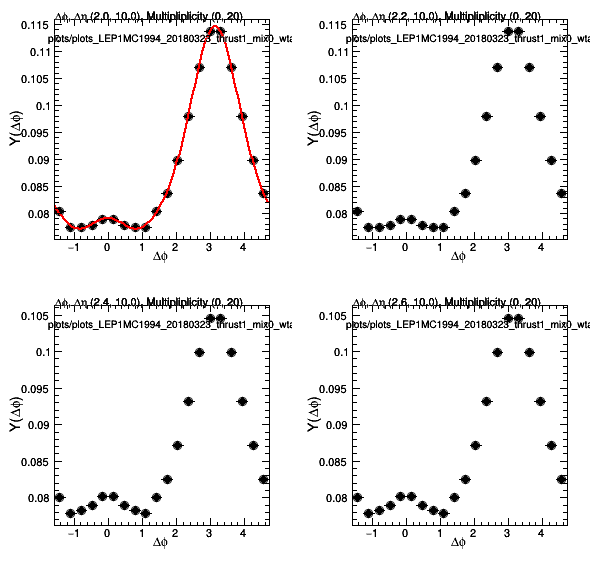 Δϕ, Δη (2.0, 10.0), Multipliplicity (0, 20)
plots/plots_LEP1MC1994_20180323_thrust1_mix0_wta
Y(Δϕ)
0.115
0.11
0.105
0.1
0.095
0.09
0.085
0.08
−1 0 1 2 3 4
Δϕ
Δϕ, Δη (2.2, 10.0), Multipliplicity (0, 20)
plots/plots_LEP1MC1994_20180323_thrust1_mix0_wta
Y(Δϕ)
0.115
0.11
0.105
0.1
0.095
0.09
0.085
0.08
−1 0 1 2 3 4
Δϕ
Δϕ, Δη (2.4, 10.0), Multipliplicity (0, 20)
plots/plots_LEP1MC1994_20180323_thrust1_mix0_wta
Y(Δϕ)
0.105
0.1
0.095
0.09
0.085
0.08
−1 0 1 2 3 4
Δϕ
Δϕ, Δη (2.6, 10.0), Multipliplicity (0, 20)
plots/plots_LEP1MC1994_20180323_thrust1_mix0_wta
Y(Δϕ)
0.105
0.1
0.095
0.09
0.085
0.08
−1 0 1 2 3 4
Δϕ